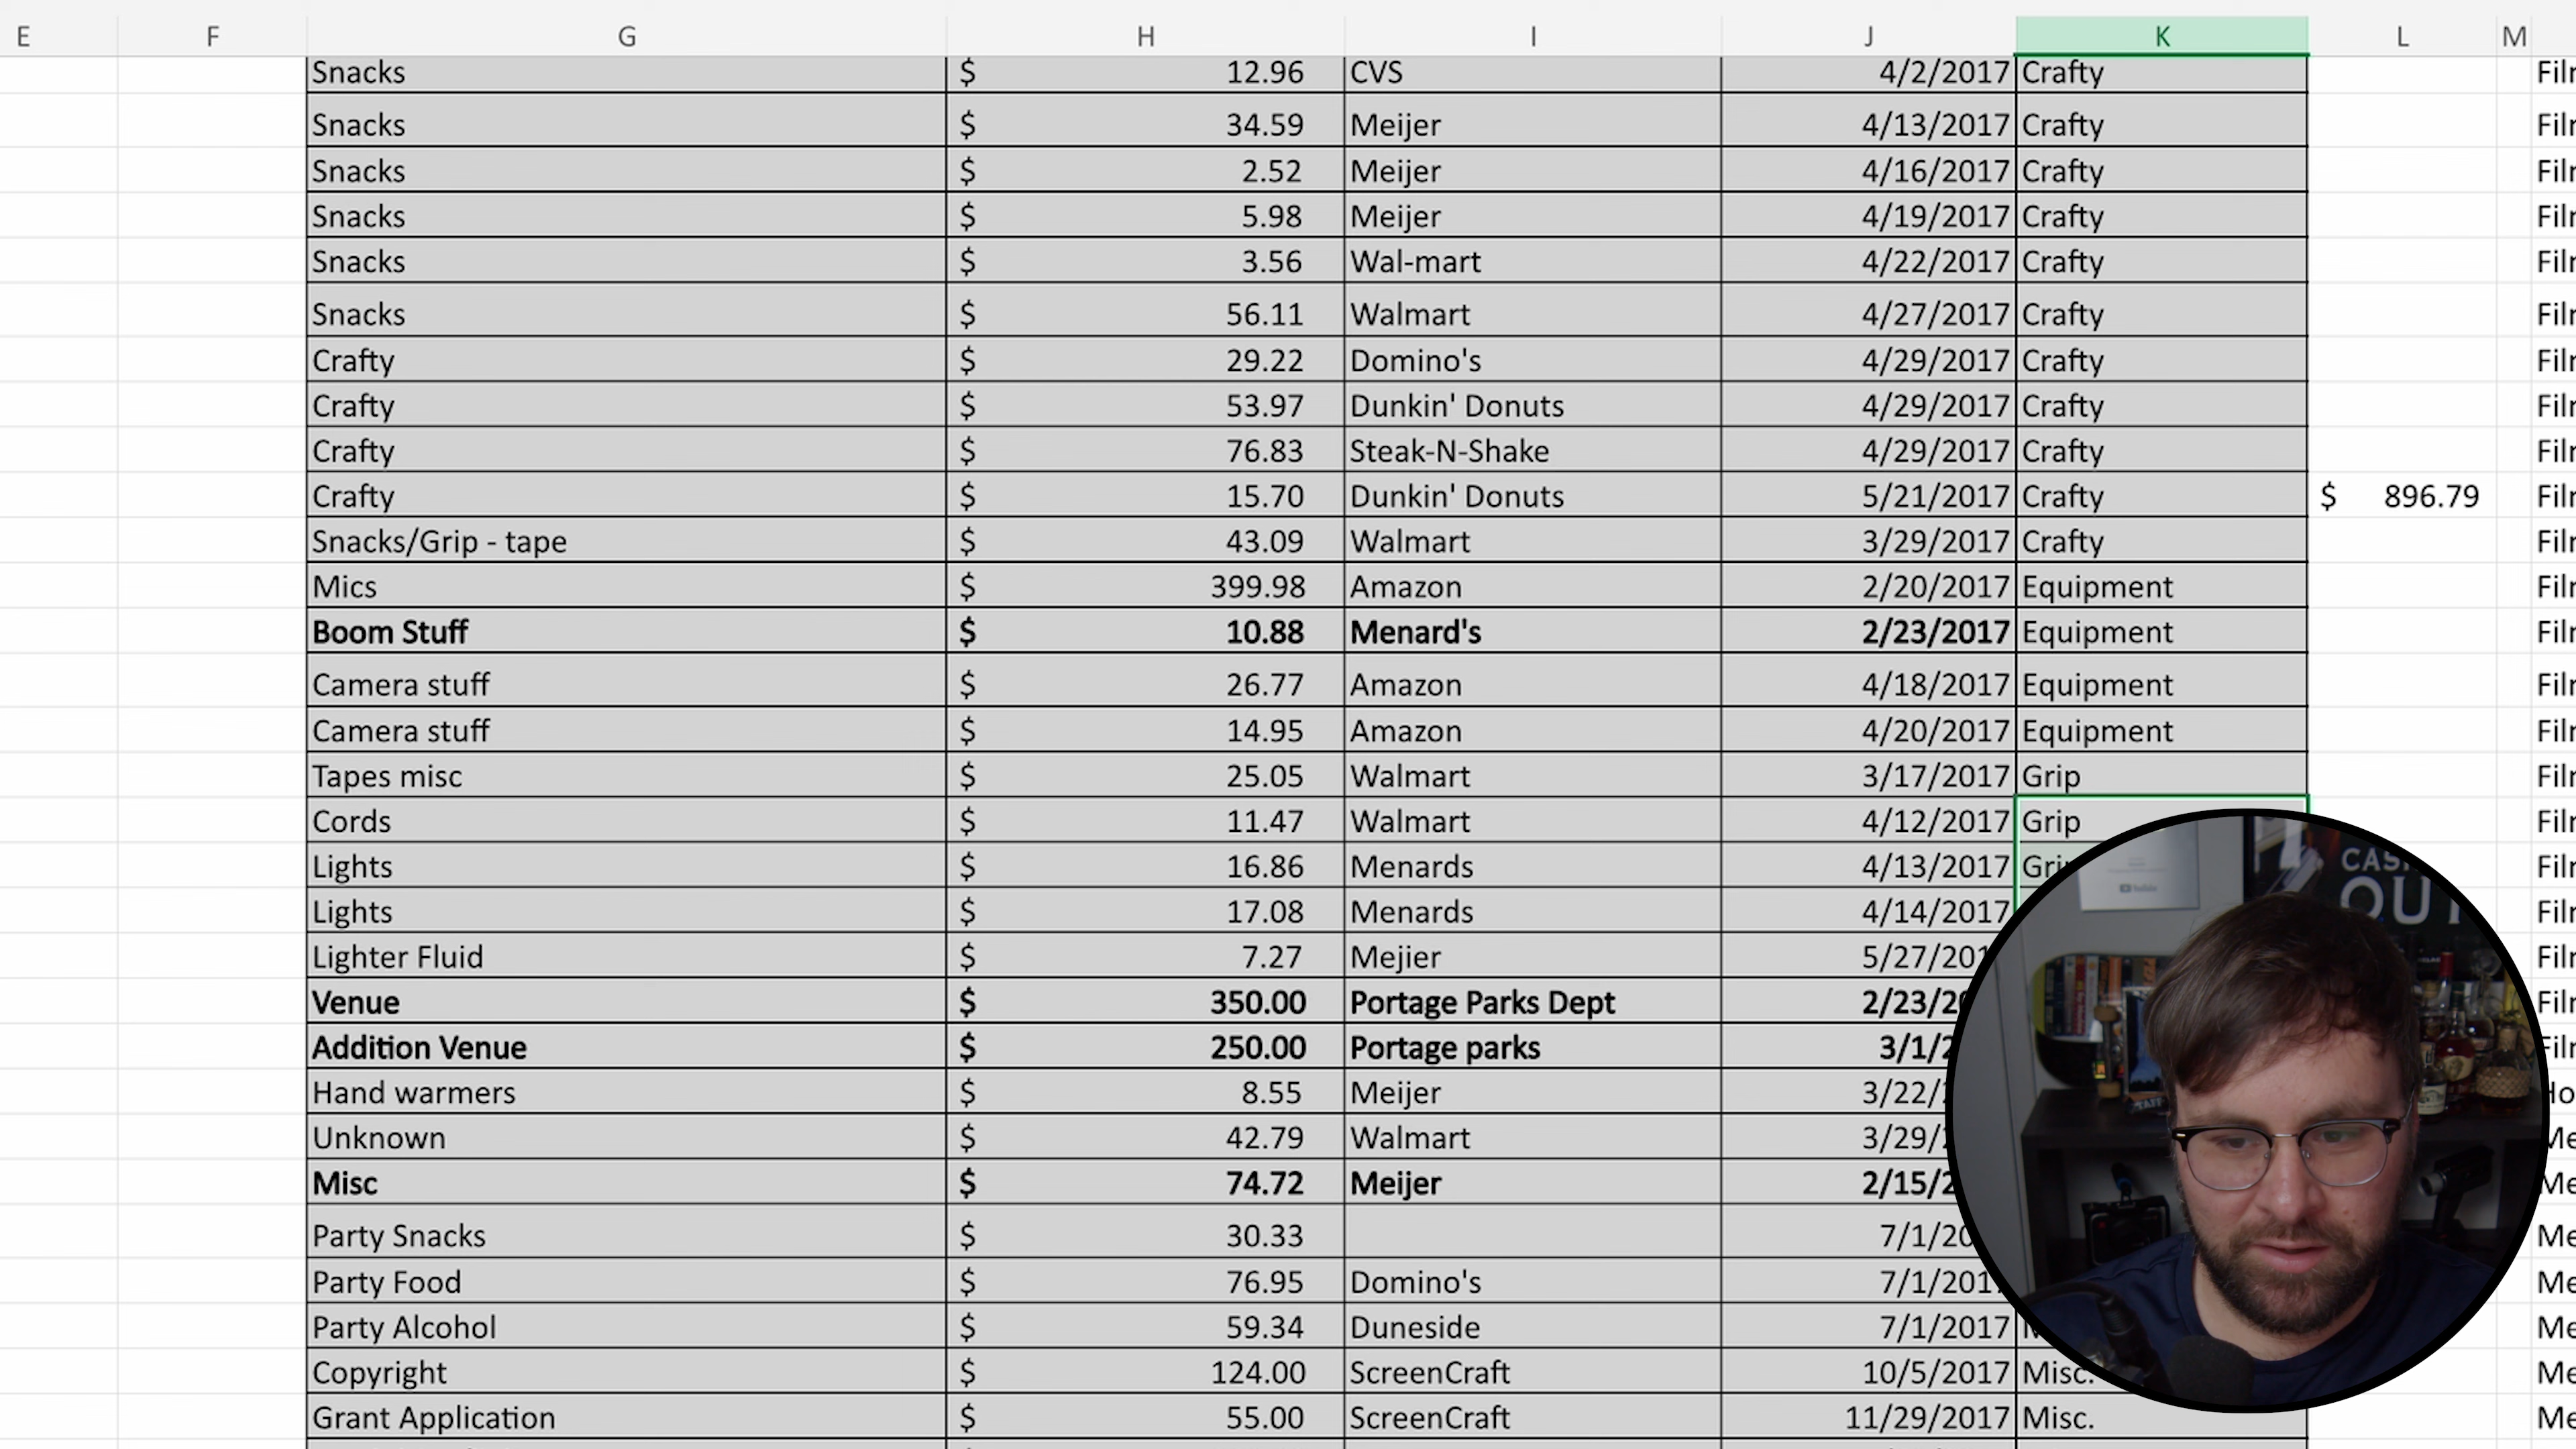 E F G H I J K L M
Snacks $ 12.96 CVS 4/2/2017 Crafty
Snacks $ 34.59 Meijer 4/13/2017 Crafty
Snacks $ 2.52 Meijer 4/16/2017 Crafty
Snacks $ 5.98 Meijer 4/19/2017 Crafty
Snacks $ 3.56 Wal-mart 4/22/2017 Crafty
Snacks $ 56.11 Walmart 4/27/2017 Crafty
Crafty $ 29.22 Domino's 4/29/2017 Crafty
Crafty $ 53.97 Dunkin' Donuts 4/29/2017 Crafty
Crafty $ 76.83 Steak-N-Shake 4/29/2017 Crafty
Crafty $ 15.70 Dunkin' Donuts 5/21/2017 Crafty $ 896.79
Snacks/Grip - tape $ 43.09 Walmart 3/29/2017 Crafty
Mics $ 399.98 Amazon 2/20/2017 Equipment
Boom Stuff $ 10.88 Menard's 2/23/2017 Equipment
Camera stuff $ 26.77 Amazon 4/18/2017 Equipment
Camera stuff $ 14.95 Amazon 4/20/2017 Equipment
Tapes misc $ 25.05 Walmart 3/17/2017 Grip
Cords $ 11.47 Walmart 4/12/2017 Grip
Lights $ 16.86 Menards 4/13/2017
Lights $ 17.08 Menards 4/14/2017
Lighter Fluid $ 7.27 Mejier
Venue $ 350.00 Portage Parks Dept
Addition Venue $ 250.00 Portage parks
Hand warmers $ 8.55 Meijer
Unknown $ 42.79 Walmart
Misc $ 74.72 Meijer
Party Snacks $ 30.33
Party Food $ 76.95 Domino's
Party Alcohol $ 59.34 Duneside 7/1/2017
Copyright $ 124.00 ScreenCraft 10/5/2017 Misc.
Grant Application $ 55.00 ScreenCraft 11/29/2017 Misc.